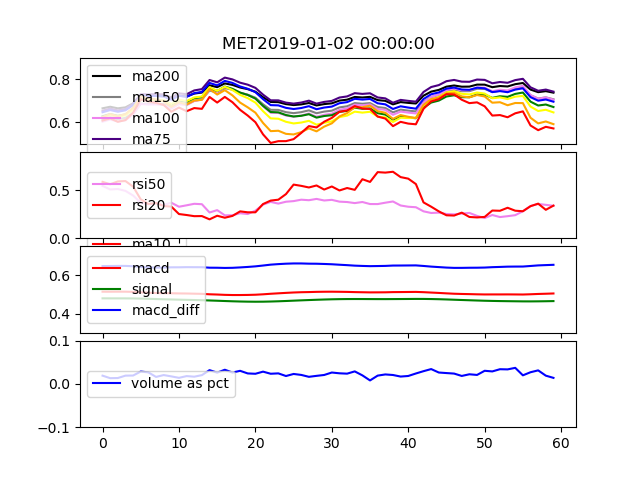 MET2019-01-02 00:00:00
0.8
0.6
ma200
ma150
ma100
ma75
0.5
0.0
rsi50
rsi20
ma10
0.6
0.4
macd
signal
macd_diff
0.1
0.0
−0.1
volume as pct
0 10 20 30 40 50 60